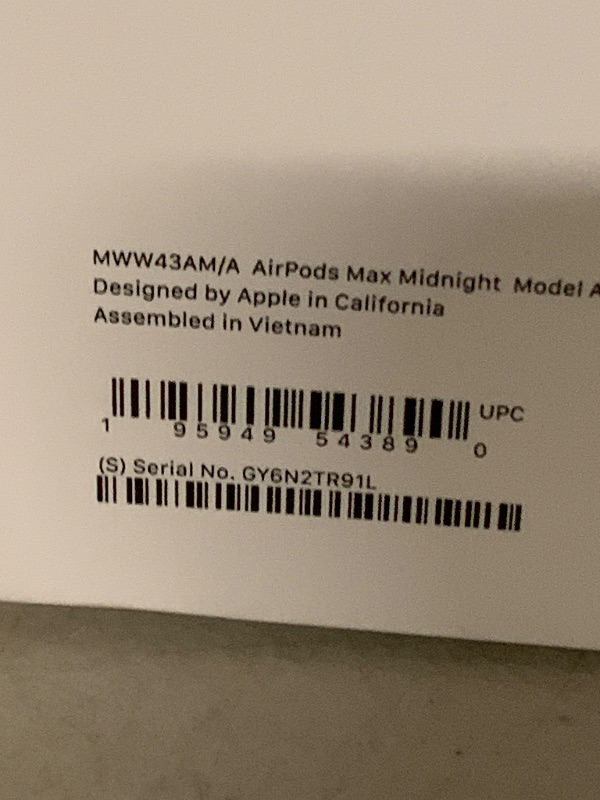 MWW43AM/A AirPods Max Midnight Model A
Designed by Apple in California
Assembled in Vietnam
UPC
1 95949 54389 0
(S) Serial No. GY6N2TR91L